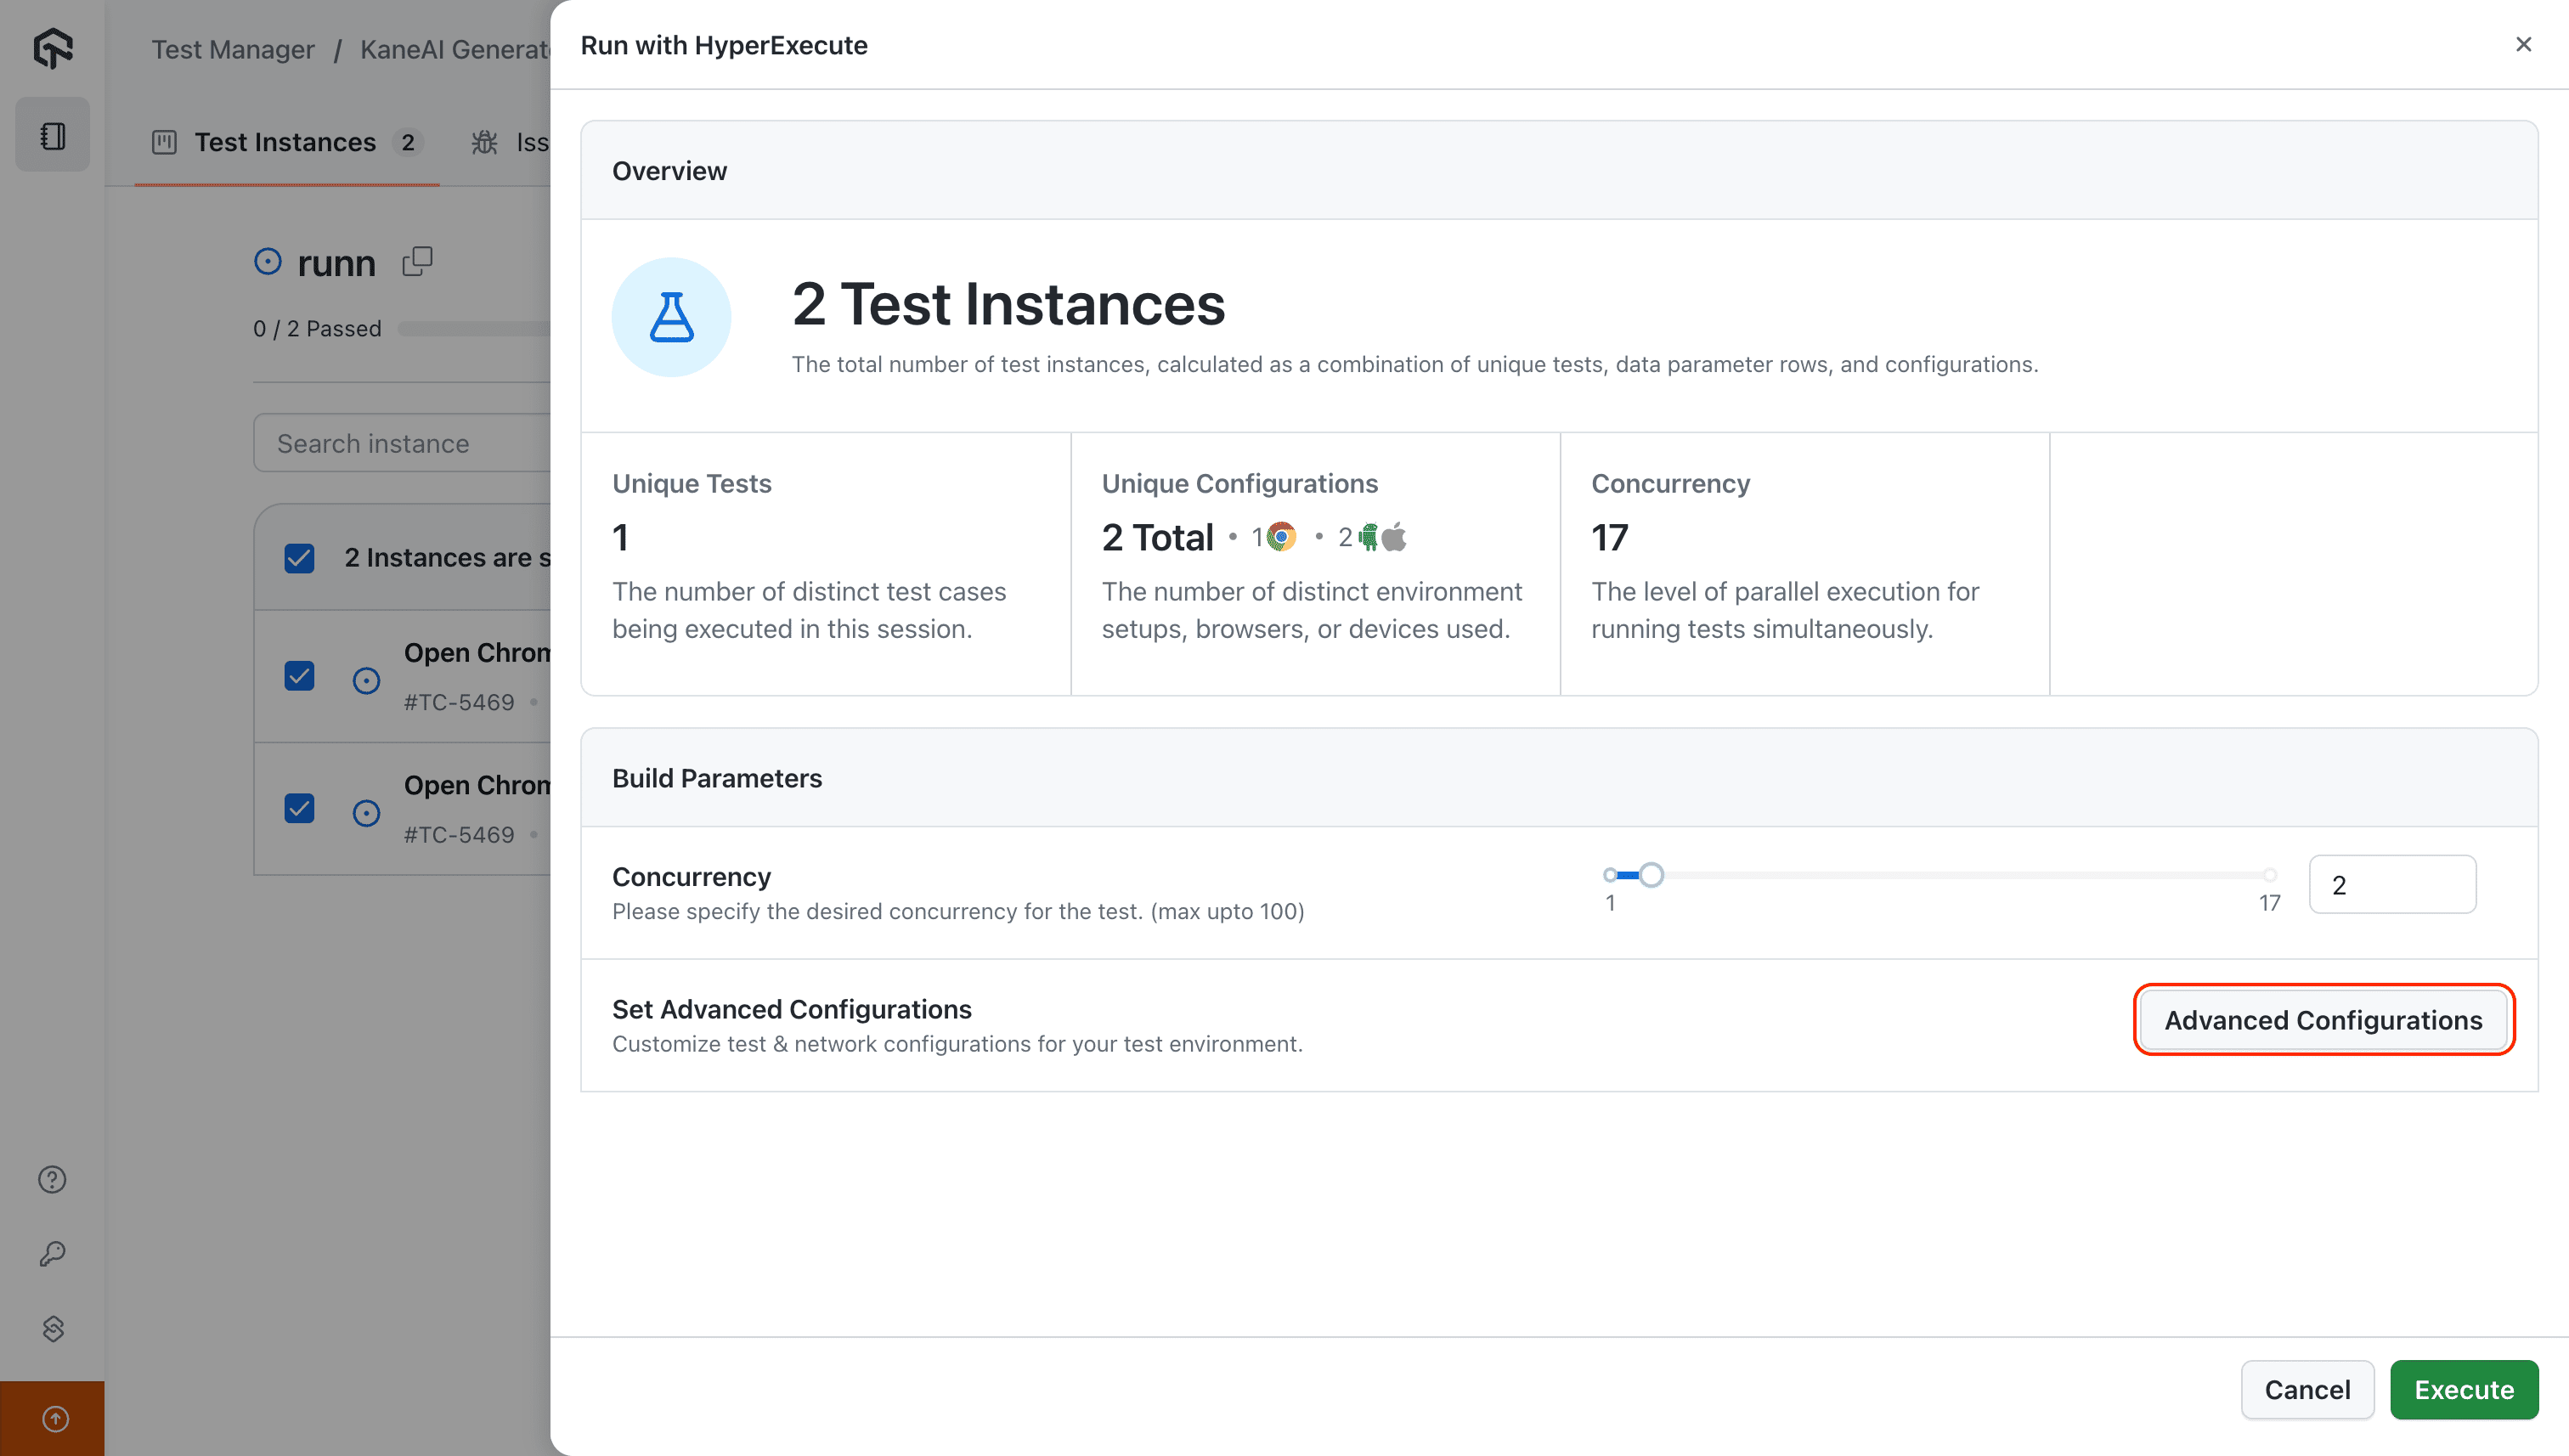 Test Manager / KaneAI Generat
Test Instances 2
Iss
runn
0 / 2 Passed
Search instance
2 Instances are s
Open Chrom
#TC-5469
Open Chrom
#TC-5469
Run with HyperExecute
Overview
2 Test Instances
The total number of test instances, calculated as a combination of unique tests, data parameter rows, and configurations.
Unique Tests
1
The number of distinct test cases
being executed in this session.
Unique Configurations
2 Total • 1 • 2
The number of distinct environment
setups, browsers, or devices used.
Concurrency
17
The level of parallel execution for
running tests simultaneously.
Build Parameters
Concurrency
Please specify the desired concurrency for the test. (max upto 100)
1
17
2
Set Advanced Configurations
Customize test & network configurations for your test environment.
Advanced Configurations
Cancel
Execute